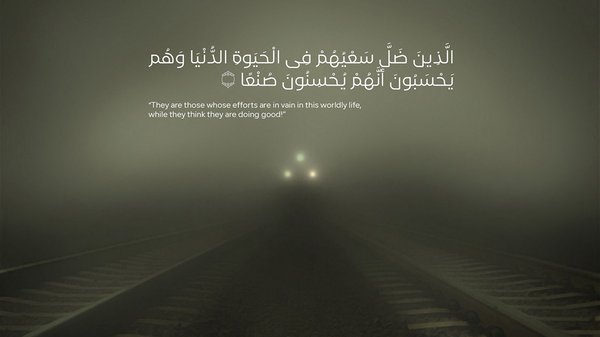 الَّذِينَ ضَلَّ سَعْيُهُمْ فِى الْحَيَوةِ الدُّنْيَا وَهُم
يَحْسَبُونَ أَنَّهُمْ يُحْسِنُونَ صُنْعًا ۝
“They are those whose efforts are in vain in this worldly life,
while they think they are doing good!”